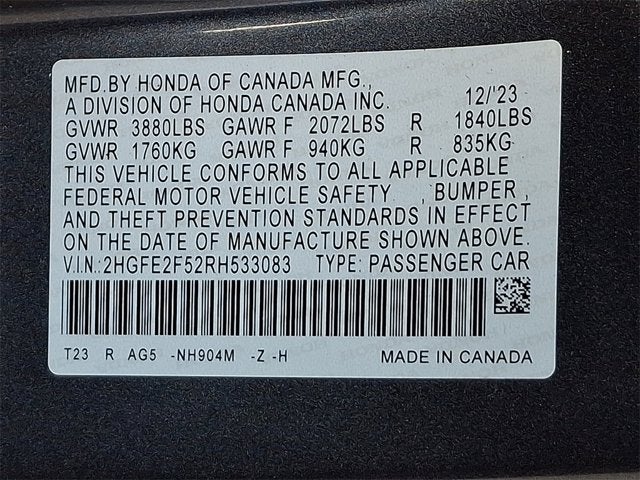 MFD.BY HONDA OF CANADA MFG.,
A DIVISION OF HONDA CANADA INC. 12/'23
GVWR 3880LBS GAWR F 2072LBS R 1840LBS
GVWR 1760KG GAWR F 940KG R 835KG
THIS VEHICLE CONFORMS TO ALL APPLICABLE
FEDERAL MOTOR VEHICLE SAFETY , BUMPER ,
AND THEFT PREVENTION STANDARDS IN EFFECT
ON THE DATE OF MANUFACTURE SHOWN ABOVE.
V.I.N.:2HGFE2F52RH533083 TYPE: PASSENGER CAR
T23 R AG5 -NH904M -Z -H MADE IN CANADA